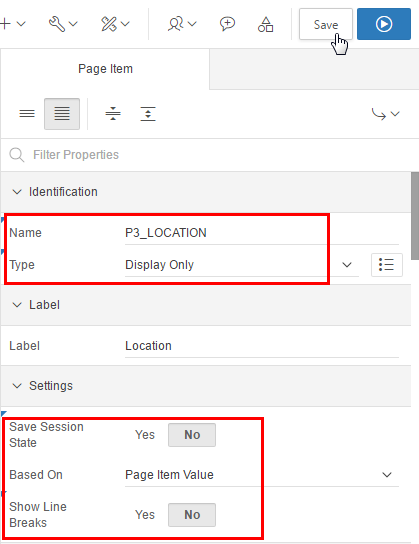 Save
Page Item
Filter Properties
Identification
Name P3_LOCATION
Type Display Only
Label
Label Location
Settings
Save Session
State Yes No
Based On Page Item Value
Show Line
Breaks Yes No